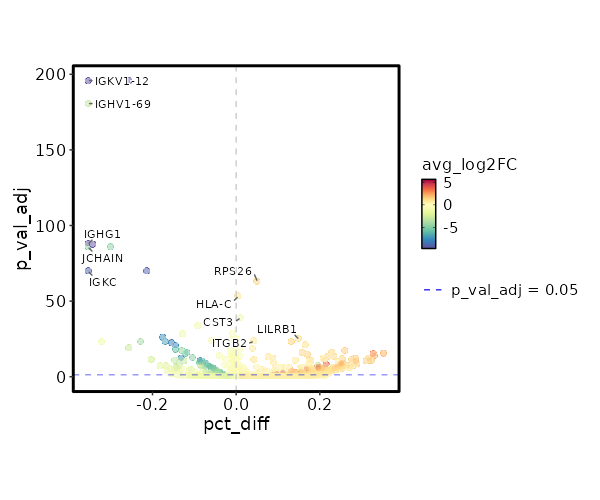 200
150
100
50
0
p_val_adj
IGKV1-12
IGHV1-69
IGHG1
JCHAIN
IGKC
RPS26
HLA-C
CST3
LILRB1
ITGB2
-0.2 0.0 0.2
pct_diff
avg_log2FC
5
0
-5
p_val_adj = 0.05